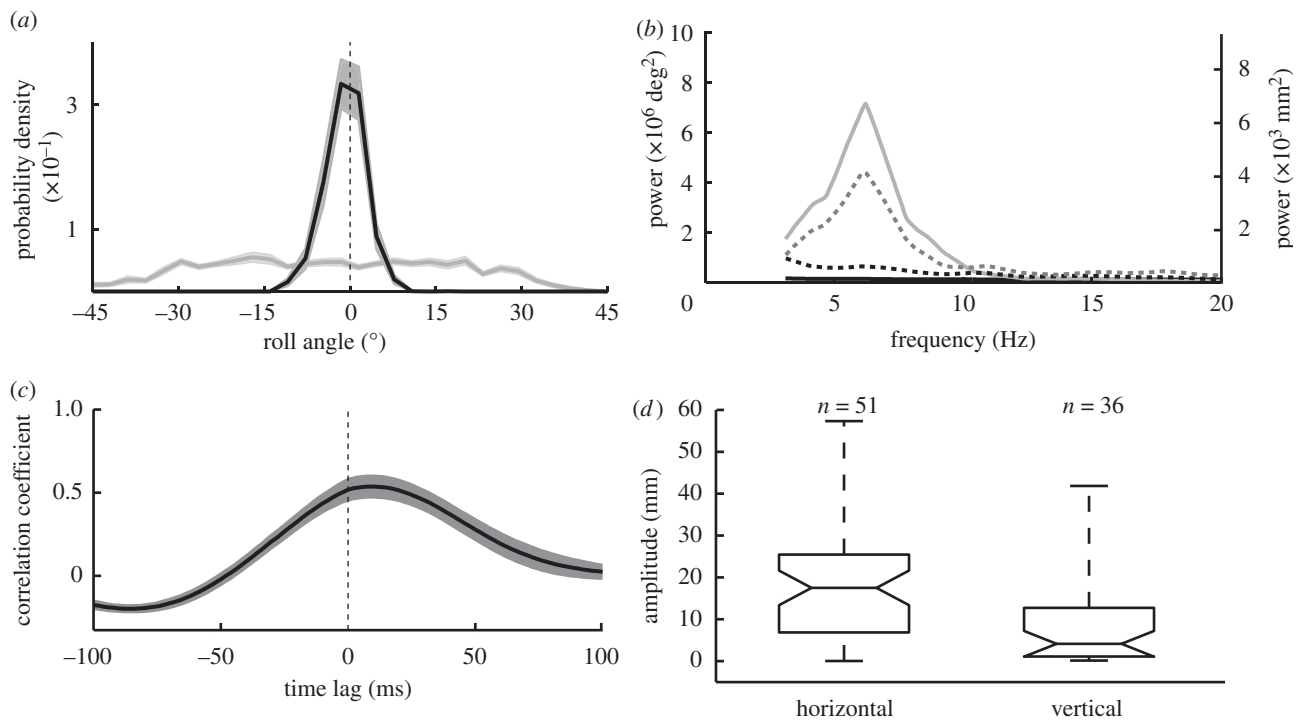 (a)
probability density
(×10–1)
3
1
–45 –30 –15 0 15 30 45
roll angle (°)
(b)
power (×10⁶ deg²)
10
8
6
4
2
0
5 10 15 20
frequency (Hz)
8
6
4
2
power (×10³ mm²)
(c)
correlation coefficient
1.0
0.5
0
–100 –50 0 50 100
time lag (ms)
(d)
amplitude (mm)
60
50
40
30
20
10
0
n = 51 n = 36
horizontal vertical